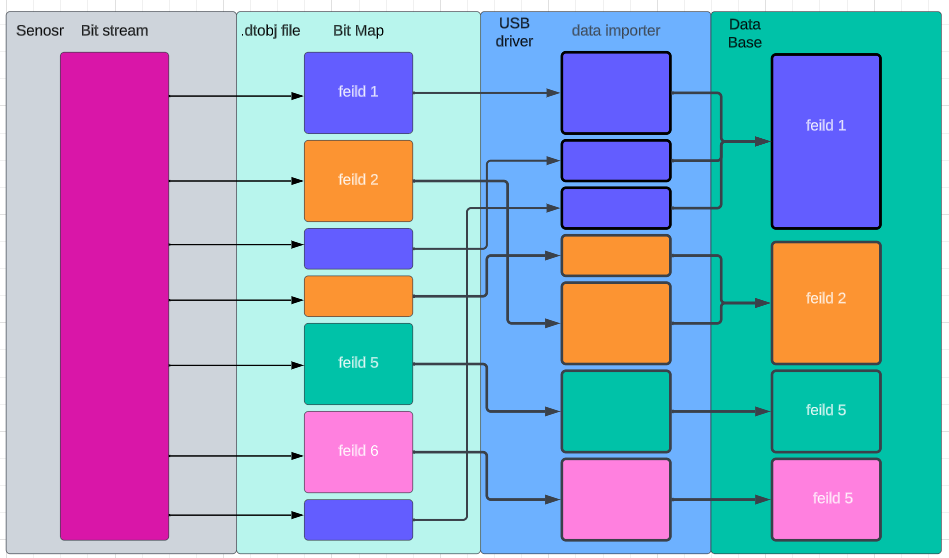 Senosr
Bit stream
.dtobj file
Bit Map
USB
driver
data importer
Data
Base
feild 1
feild 2
feild 5
feild 6
feild 1
feild 2
feild 5
feild 5